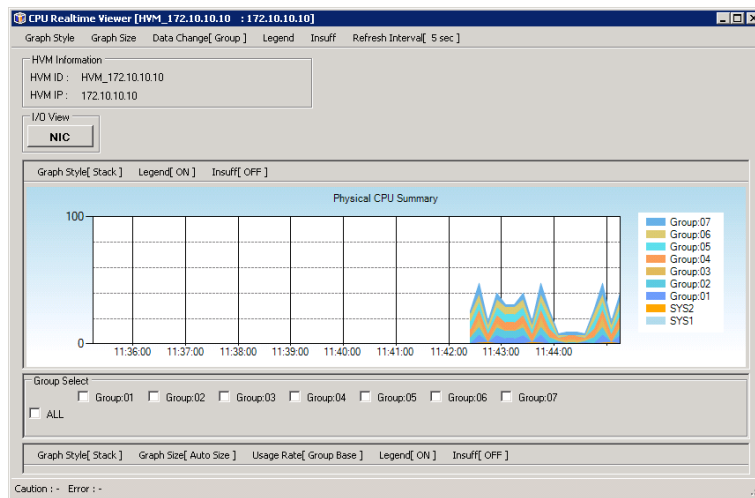 CPU Realtime Viewer [HVM_172.10.10.10 : 172.10.10.10]
Graph Style Graph Size Data Change[ Group ] Legend Insuff Refresh Interval[ 5 sec ]
HVM Information
HVM ID : HVM_172.10.10.10
HVM IP : 172.10.10.10
I/O View
NIC
Graph Style[ Stack ] Legend[ ON ] Insuff[ OFF ]
Physical CPU Summary
100
0
11:36:00 11:37:00 11:38:00 11:39:00 11:40:00 11:41:00 11:42:00 11:43:00 11:44:00
Group:07
Group:06
Group:05
Group:04
Group:03
Group:02
Group:01
SYS2
SYS1
Group Select
Group:01 Group:02 Group:03 Group:04 Group:05 Group:06 Group:07
ALL
Graph Style[ Stack ] Graph Size[ Auto Size ] Usage Rate[ Group Base ] Legend[ ON ] Insuff[ OFF ]
Caution : - Error : -